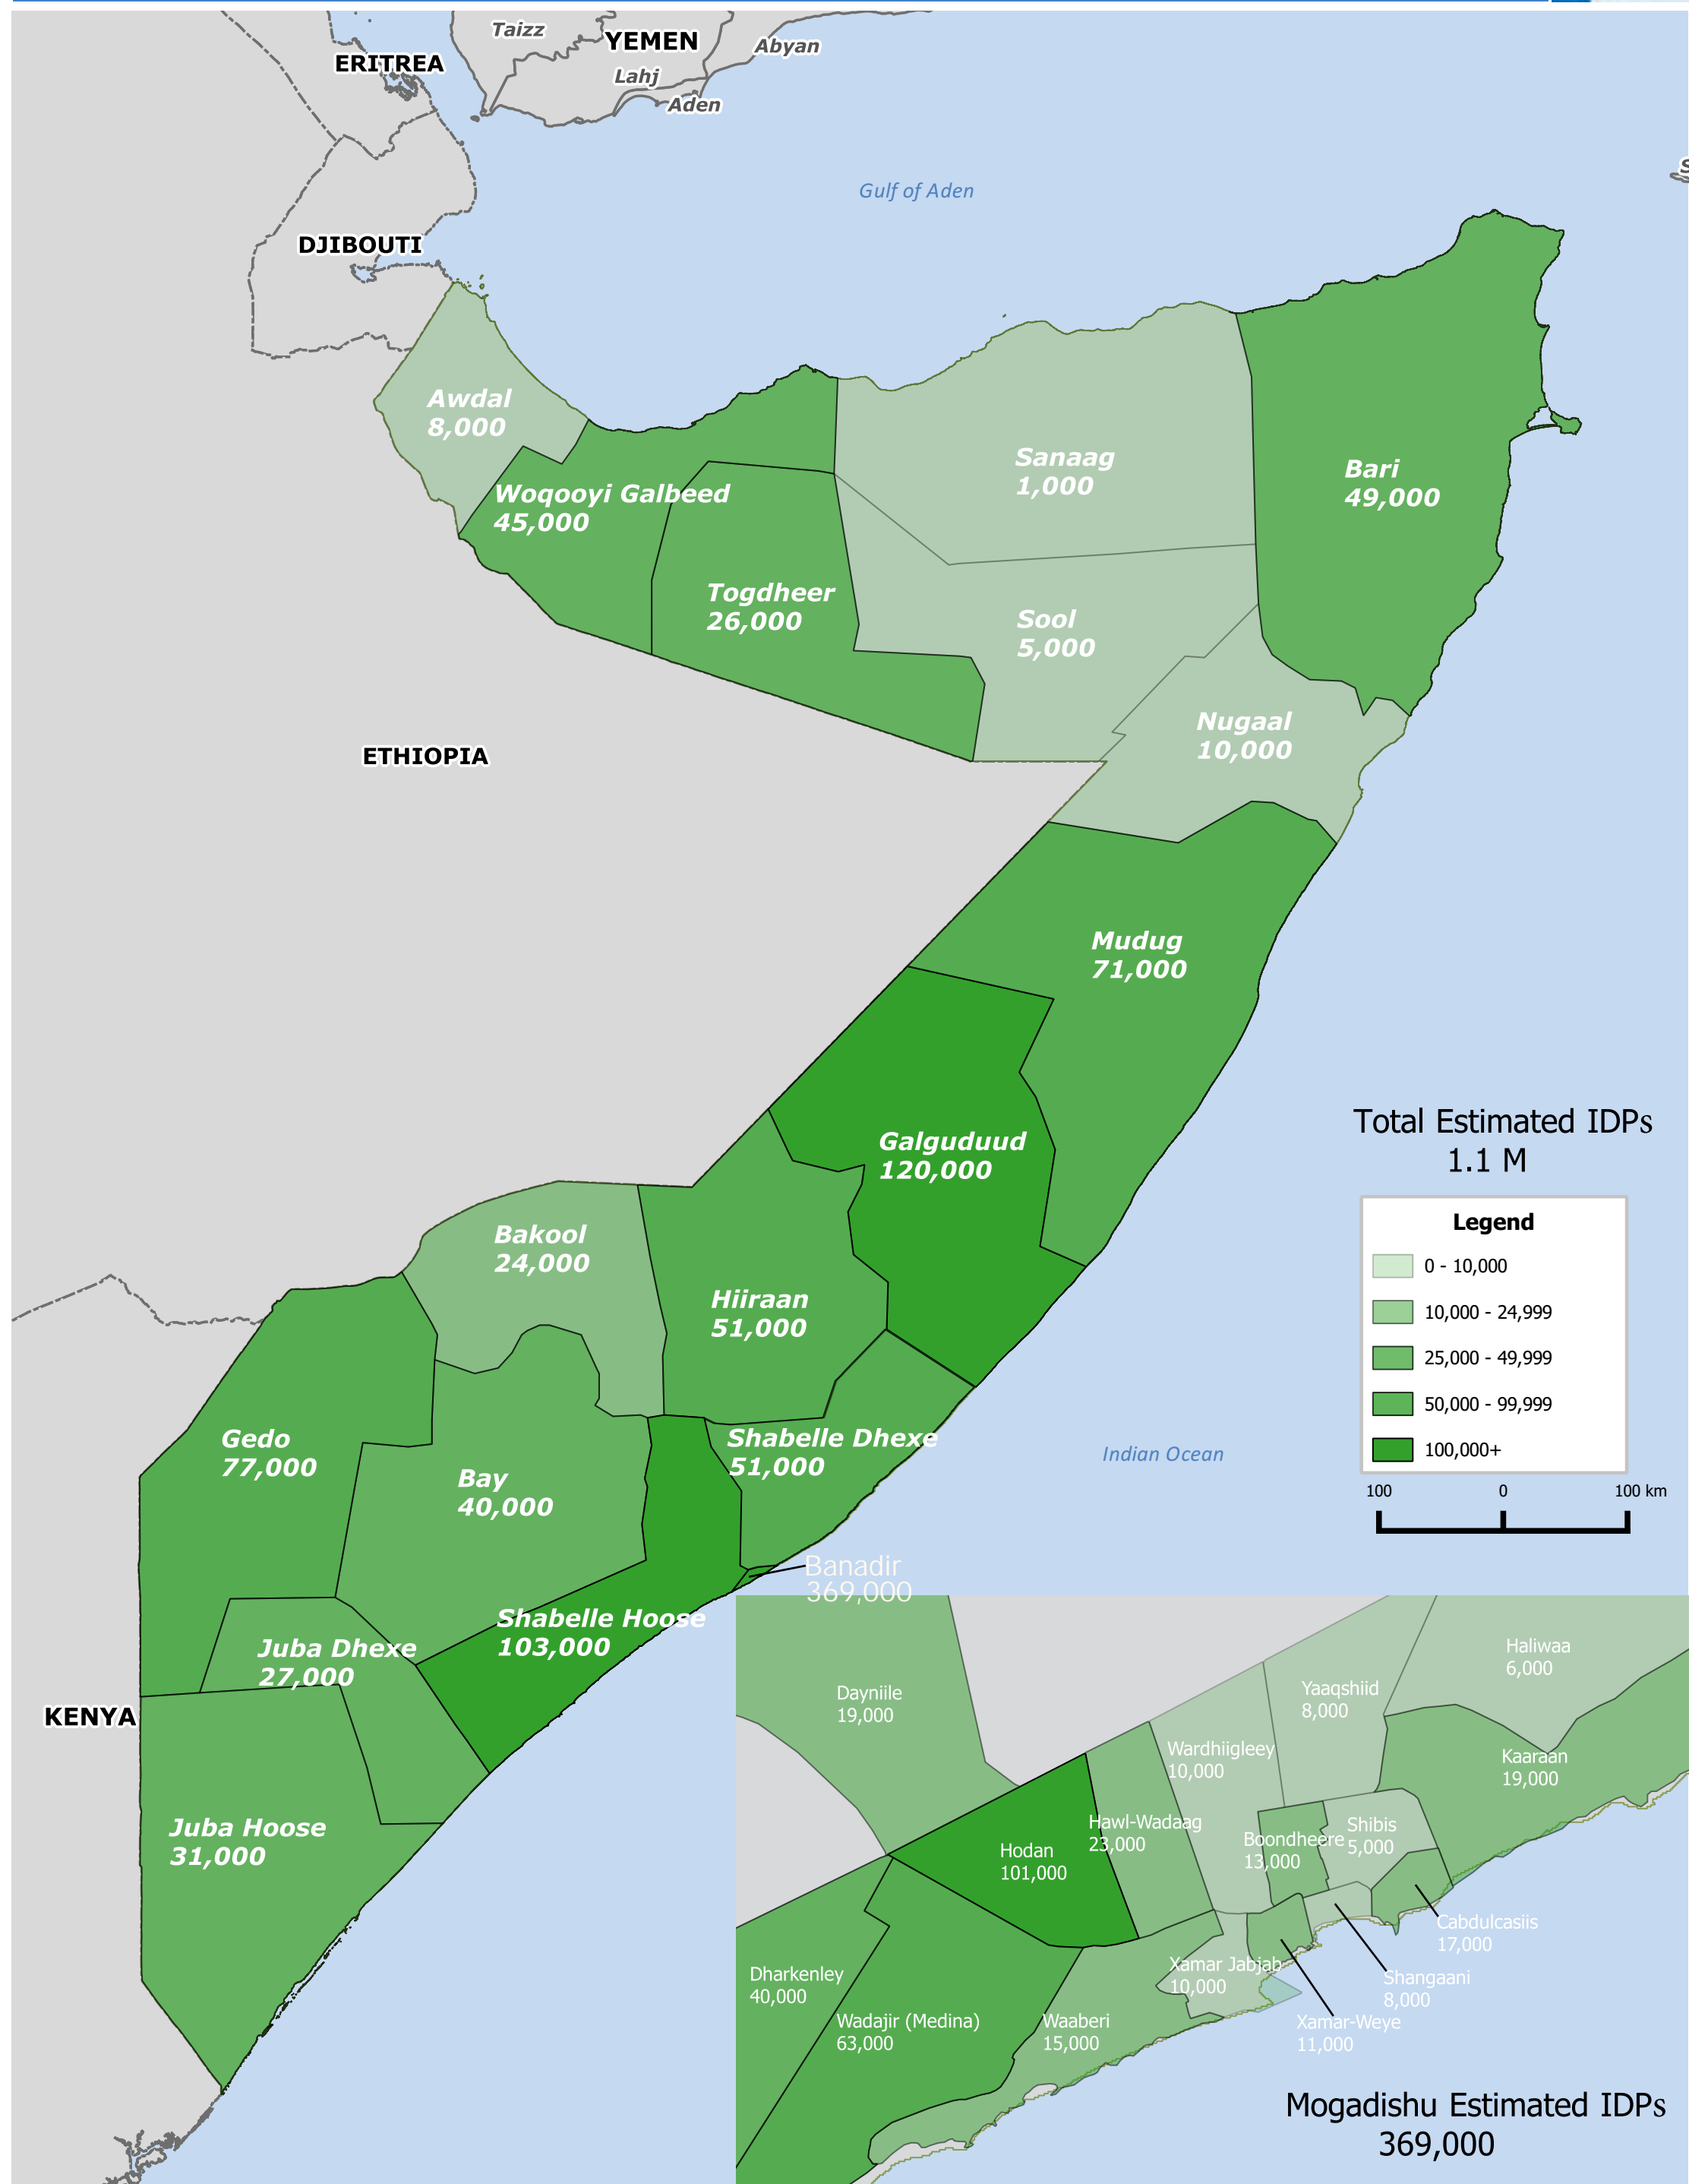 Taizz
YEMEN
Abyan
ERITREA
Lahj
Aden
S
Gulf of Aden
DJIBOUTI
Awdal
8,000
Sanaag
1,000
Bari
49,000
Woqooyi Galbeed
45,000
Togdheer
26,000
Sool
5,000
Nugaal
10,000
ETHIOPIA
Mudug
71,000
Galguduud
120,000
Total Estimated IDPs
1.1 M
Legend
0 - 10,000
10,000 - 24,999
25,000 - 49,999
50,000 - 99,999
100,000+
100 0 100 km
Bakool
24,000
Hiiraan
51,000
Gedo
77,000
Shabelle Dhexe
51,000
Indian Ocean
Bay
40,000
Banadir
369,000
Shabelle Hoose
103,000
Juba Dhexe
27,000
KENYA
Juba Hoose
31,000
Dayniile
19,000
Haliwaa
6,000
Yaaqshiid
8,000
Wardhiigleey
10,000
Kaaraan
19,000
Hawl-Wadaag
23,000
Shibis
5,000
Boondheere
13,000
Hodan
101,000
Cabdulcasiis
17,000
Xamar Jabjab
10,000
Shangaani
8,000
Dharkenley
40,000
Wadajir (Medina)
63,000
Waaberi
15,000
Xamar-Weye
11,000
Mogadishu Estimated IDPs
369,000